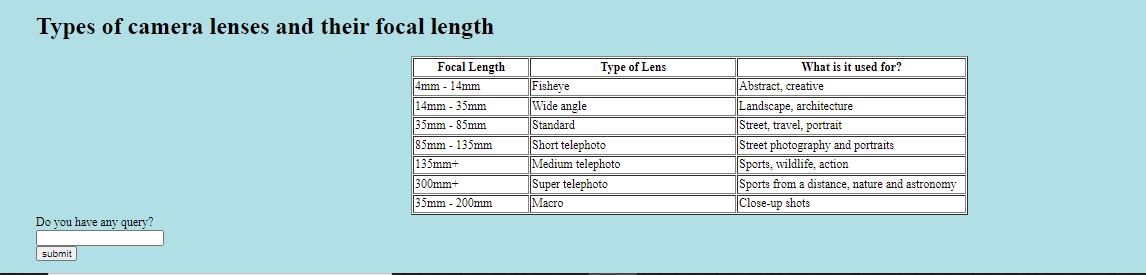 Types of camera lenses and their focal length
Focal Length Type of Lens What is it used for?
4mm - 14mm Fisheye Abstract, creative
14mm - 35mm Wide angle Landscape, architecture
35mm - 85mm Standard Street, travel, portrait
85mm - 135mm Short telephoto Street photography and portraits
135mm+ Medium telephoto Sports, wildlife, action
300mm+ Super telephoto Sports from a distance, nature and astronomy
35mm - 200mm Macro Close-up shots
Do you have any query?
submit